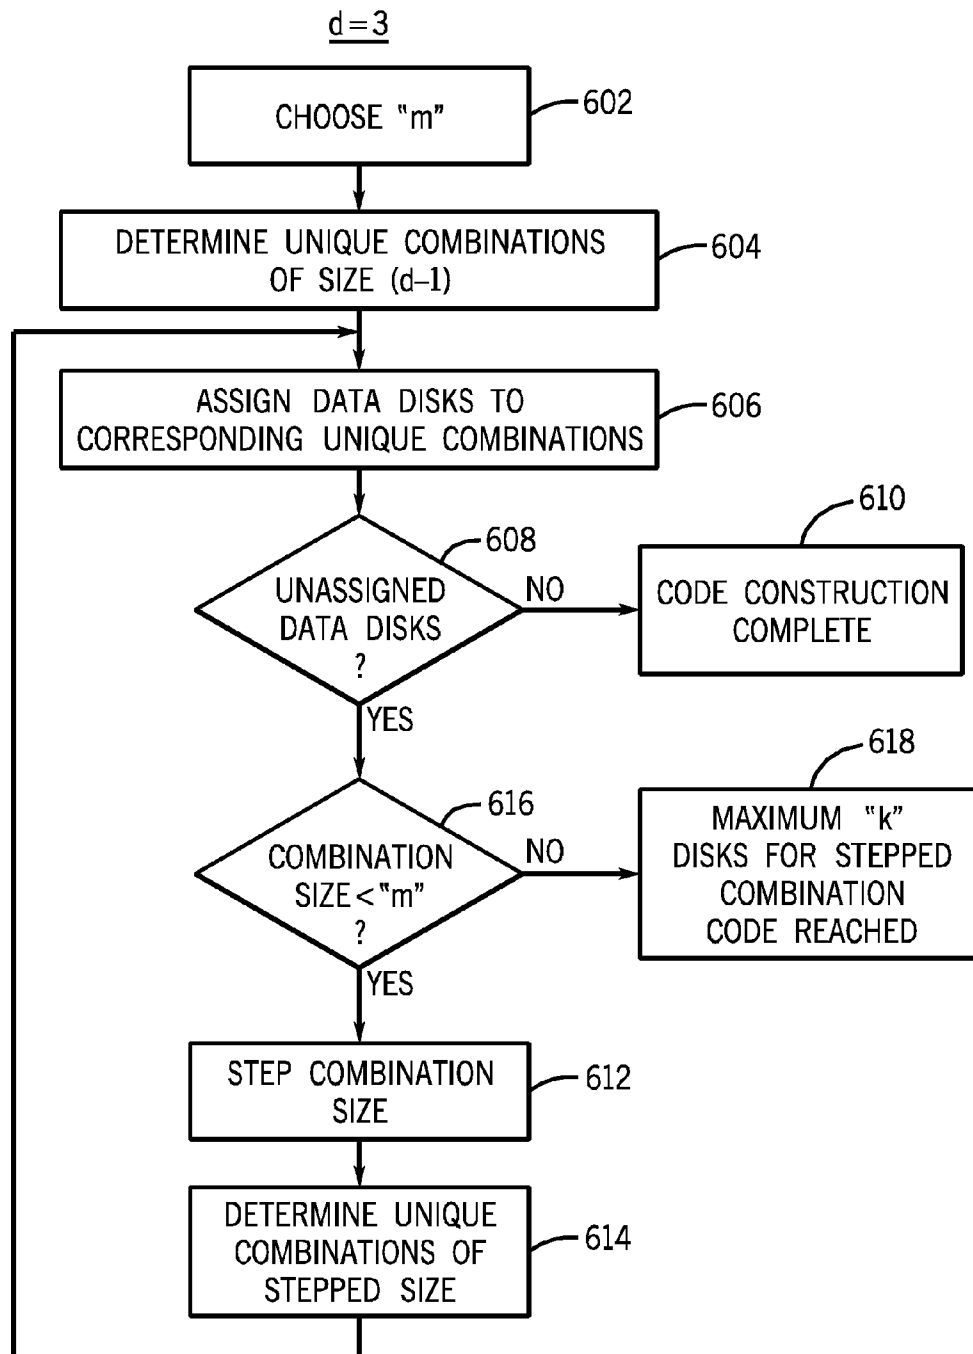 d=3
CHOOSE "m"
602
DETERMINE UNIQUE COMBINATIONS
OF SIZE (d-1)
604
ASSIGN DATA DISKS TO
CORRESPONDING UNIQUE COMBINATIONS
606
608
UNASSIGNED
DATA DISKS
?
NO
610
CODE CONSTRUCTION
COMPLETE
YES
616
COMBINATION
SIZE < "m"
?
NO
618
MAXIMUM "k"
DISKS FOR STEPPED
COMBINATION
CODE REACHED
YES
STEP COMBINATION
SIZE
612
DETERMINE UNIQUE
COMBINATIONS OF
STEPPED SIZE
614